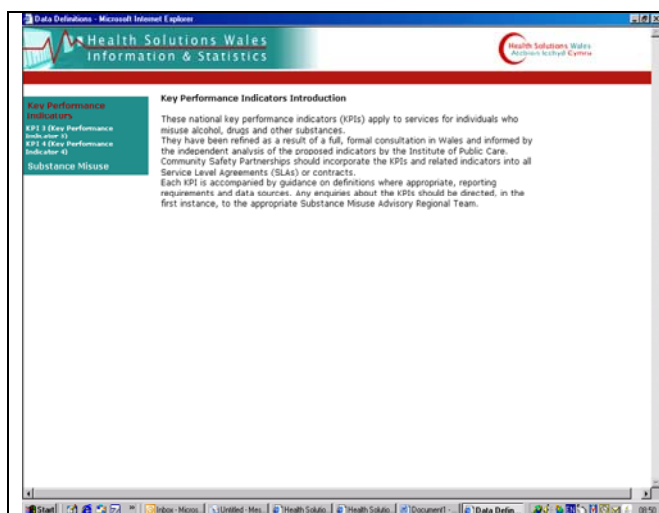 Data Definitions - Microsoft Internet Explorer
Health Solutions Wales
Information & Statistics
Health Solutions Wales
Atebion Iechyd Cymru
Key Performance
Indicators
KPI 3 (Key Performance
Indicator 3)
KPI 4 (Key Performance
Indicator 4)
Substance Misuse
Key Performance Indicators Introduction
These national key performance indicators (KPIs) apply to services for individuals who
misuse alcohol, drugs and other substances.
They have been refined as a result of a full, formal consultation in Wales and informed by
the independent analysis of the proposed indicators by the Institute of Public Care.
Community Safety Partnerships should incorporate the KPIs and related indicators into all
Service Level Agreements (SLAs) or contracts.
Each KPI is accompanied by guidance on definitions where appropriate, reporting
requirements and data sources. Any enquiries about the KPIs should be directed, in the
first instance, to the appropriate Substance Misuse Advisory Regional Team.
Start
Inbox - Micros...
Untitled - Mes...
Health Solutio...
Health Solutio...
Document1 - ...
Data Defin...
08:50